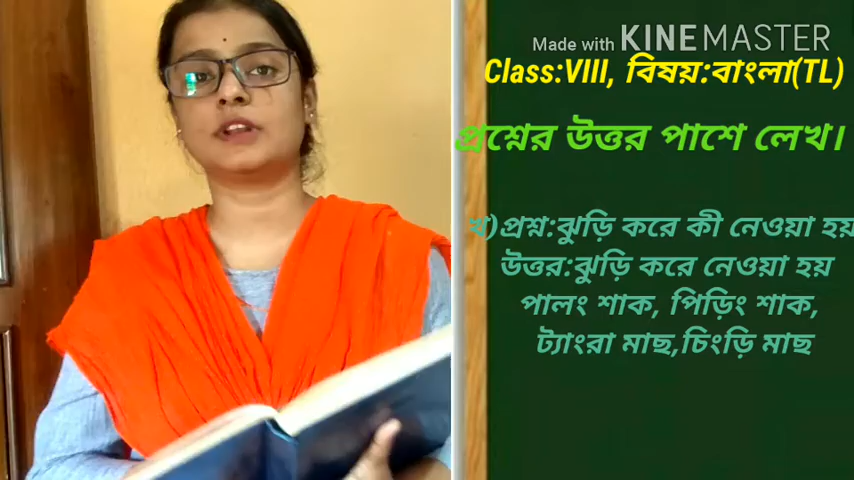 Made with KINEMASTER
Class:VIII, বিষয়:বাংলা(TL)
প্রশ্নের উত্তর পাশে লেখ।
খ)প্রশ্ন:ঝুড়ি করে কী নেওয়া হয়
উত্তর:ঝুড়ি করে নেওয়া হয়
পালং শাক, পিড়িং শাক,
ট্যাংরা মাছ,চিংড়ি মাছ